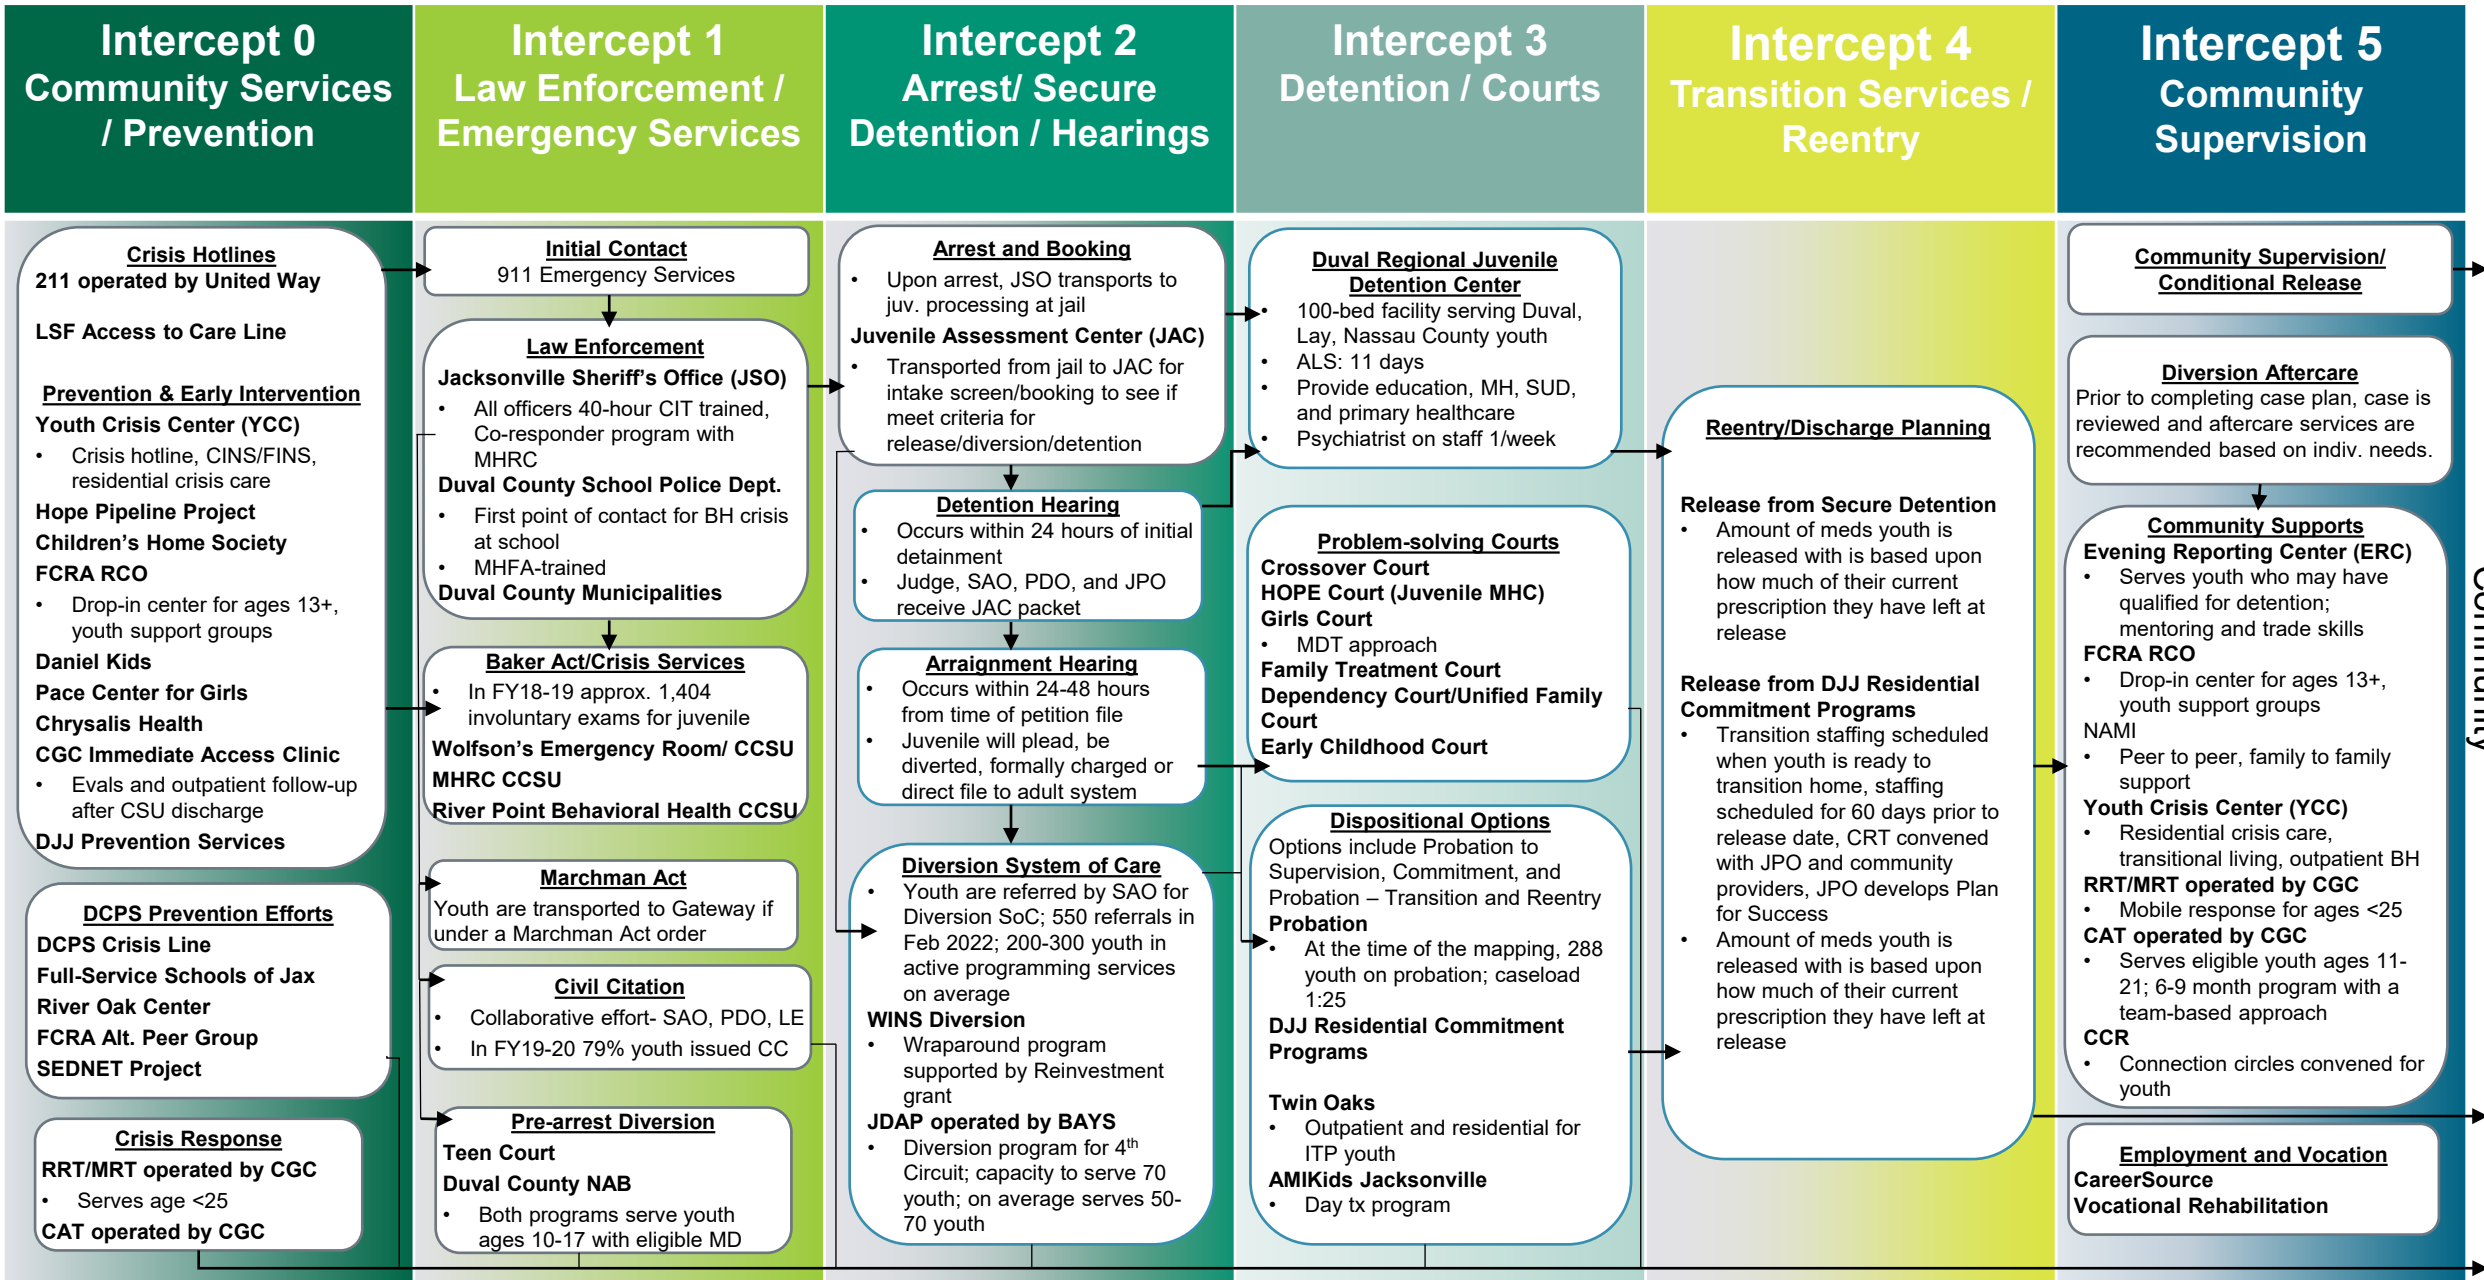 Intercept 0
Community Services
/ Prevention
Intercept 1
Law Enforcement /
Emergency Services
Intercept 2
Arrest/ Secure
Detention / Hearings
Intercept 3
Detention / Courts
Intercept 4
Transition Services /
Reentry
Intercept 5
Community
Supervision
Crisis Hotlines
211 operated by United Way
LSF Access to Care Line
Prevention & Early Intervention
Youth Crisis Center (YCC)
• Crisis hotline, CINS/FINS,
residential crisis care
Hope Pipeline Project
Children's Home Society
FCRA RCO
• Drop-in center for ages 13+,
youth support groups
Daniel Kids
Pace Center for Girls
Chrysalis Health
CGC Immediate Access Clinic
• Evals and outpatient follow-up
after CSU discharge
DJJ Prevention Services
DCPS Prevention Efforts
DCPS Crisis Line
Full-Service Schools of Jax
River Oak Center
FCRA Alt. Peer Group
SEDNET Project
Crisis Response
RRT/MRT operated by CGC
• Serves age <25
CAT operated by CGC
Initial Contact
911 Emergency Services
Law Enforcement
Jacksonville Sheriff's Office (JSO)
• All officers 40-hour CIT trained,
Co-responder program with
MHRC
Duval County School Police Dept.
• First point of contact for BH crisis
at school
• MHFA-trained
Duval County Municipalities
Baker Act/Crisis Services
• In FY18-19 approx. 1,404
involuntary exams for juvenile
Wolfson's Emergency Room/ CCSU
MHRC CCSU
River Point Behavioral Health CCSU
Marchman Act
Youth are transported to Gateway if
under a Marchman Act order
Civil Citation
• Collaborative effort- SAO, PDO, LE
• In FY19-20 79% youth issued CC
Pre-arrest Diversion
Teen Court
Duval County NAB
• Both programs serve youth
ages 10-17 with eligible MD
Arrest and Booking
• Upon arrest, JSO transports to
juv. processing at jail
Juvenile Assessment Center (JAC)
• Transported from jail to JAC for
intake screen/booking to see if
meet criteria for
release/diversion/detention
Detention Hearing
• Occurs within 24 hours of initial
detainment
• Judge, SAO, PDO, and JPO
receive JAC packet
Arraignment Hearing
• Occurs within 24-48 hours
from time of petition file
• Juvenile will plead, be
diverted, formally charged or
direct file to adult system
Diversion System of Care
• Youth are referred by SAO for
Diversion SoC; 550 referrals in
Feb 2022; 200-300 youth in
active programming services
on average
WINS Diversion
• Wraparound program
supported by Reinvestment
grant
JDAP operated by BAYS
• Diversion program for 4th
Circuit; capacity to serve 70
youth; on average serves 50-
70 youth
Duval Regional Juvenile
Detention Center
• 100-bed facility serving Duval,
Lay, Nassau County youth
• ALS: 11 days
• Provide education, MH, SUD,
and primary healthcare
• Psychiatrist on staff 1/week
Problem-solving Courts
Crossover Court
HOPE Court (Juvenile MHC)
Girls Court
• MDT approach
Family Treatment Court
Dependency Court/Unified Family
Court
Early Childhood Court
Dispositional Options
Options include Probation to
Supervision, Commitment, and
Probation – Transition and Reentry
Probation
• At the time of the mapping, 288
youth on probation; caseload
1:25
DJJ Residential Commitment
Programs
Twin Oaks
• Outpatient and residential for
ITP youth
AMIKids Jacksonville
• Day tx program
Reentry/Discharge Planning
Release from Secure Detention
• Amount of meds youth is
released with is based upon
how much of their current
prescription they have left at
release
Release from DJJ Residential
Commitment Programs
• Transition staffing scheduled
when youth is ready to
transition home, staffing
scheduled for 60 days prior to
release date, CRT convened
with JPO and community
providers, JPO develops Plan
for Success
• Amount of meds youth is
released with is based upon
how much of their current
prescription they have left at
release
Community Supervision/
Conditional Release
Diversion Aftercare
Prior to completing case plan, case is
reviewed and aftercare services are
recommended based on indiv. needs.
Community Supports
Evening Reporting Center (ERC)
• Serves youth who may have
qualified for detention;
mentoring and trade skills
FCRA RCO
• Drop-in center for ages 13+,
youth support groups
NAMI
• Peer to peer, family to family
support
Youth Crisis Center (YCC)
• Residential crisis care,
transitional living, outpatient BH
RRT/MRT operated by CGC
• Mobile response for ages <25
CAT operated by CGC
• Serves eligible youth ages 11-
21; 6-9 month program with a
team-based approach
CCR
• Connection circles convened for
youth
Employment and Vocation
CareerSource
Vocational Rehabilitation
Community